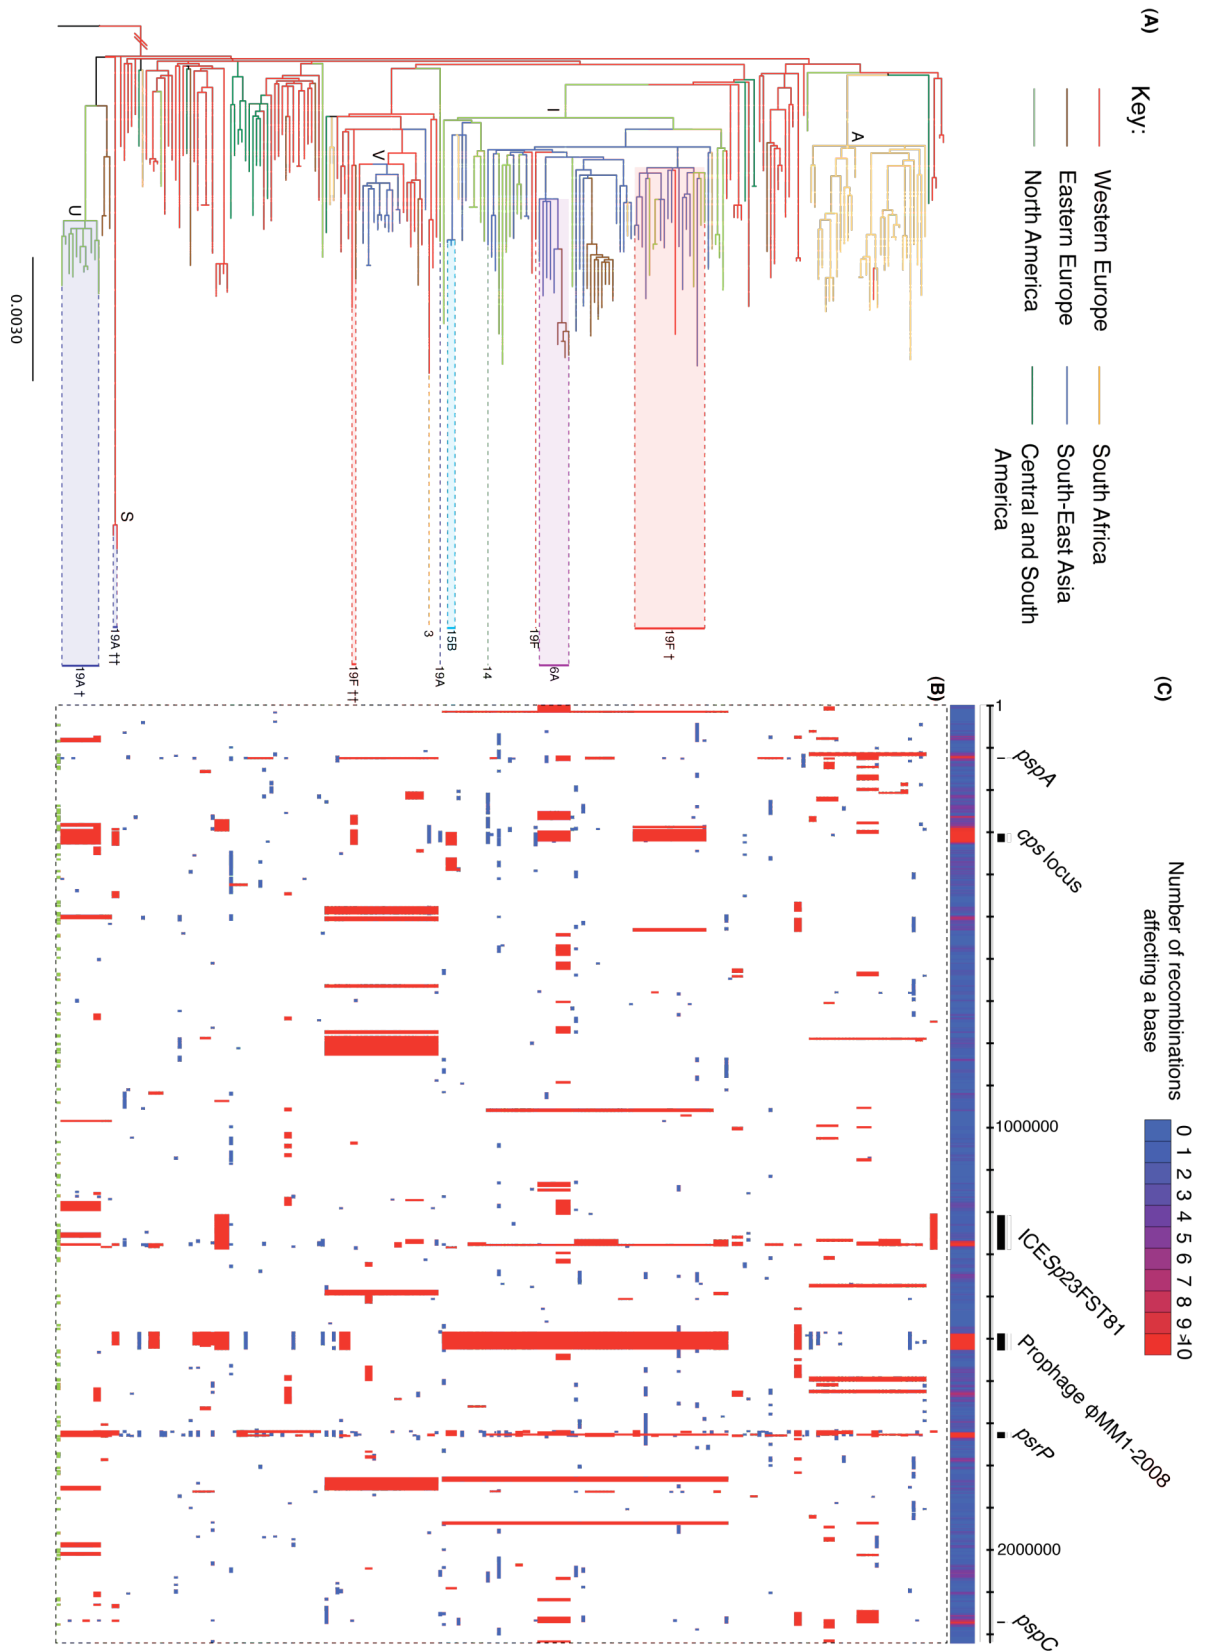 (A)
Key:
Western Europe
South Africa
Eastern Europe
South-East Asia
North America
Central and South
America
A
I
V
U
S
0.0030
19F †
6A
19F
14
15B
19A
3
19F ††
19A ††
19A †
(B)
1
pspA
cps locus
1000000
ICESp23FST81
Prophage ϕMM1-2008
psrP
2000000
pspC
(C)
Number of recombinations
affecting a base
0 1 2 3 4 5 6 7 8 9 >10